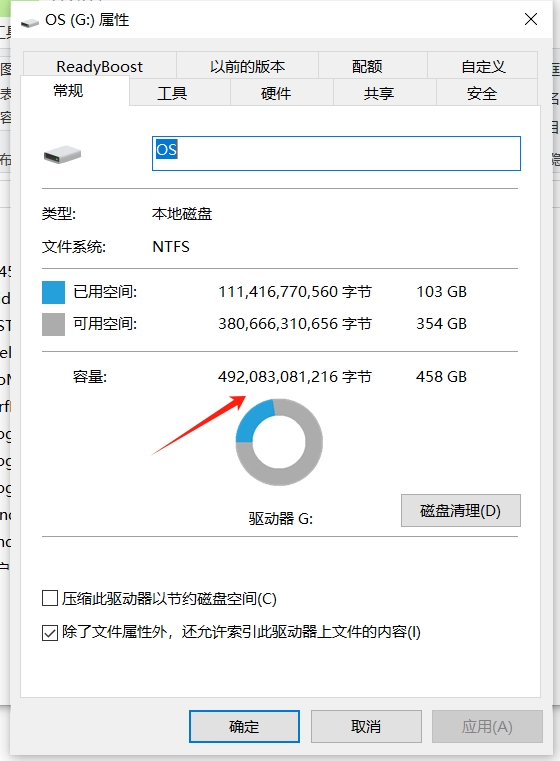 OS (G:) 属性
ReadyBoost 以前的版本 配额 自定义
常规 工具 硬件 共享 安全
OS
类型: 本地磁盘
文件系统: NTFS
已用空间: 111,416,770,560 字节 103 GB
可用空间: 380,666,310,656 字节 354 GB
容量: 492,083,081,216 字节 458 GB
驱动器 G:
磁盘清理(D)
压缩此驱动器以节约磁盘空间(C)
除了文件属性外，还允许索引此驱动器上文件的内容(I)
确定 取消 应用(A)